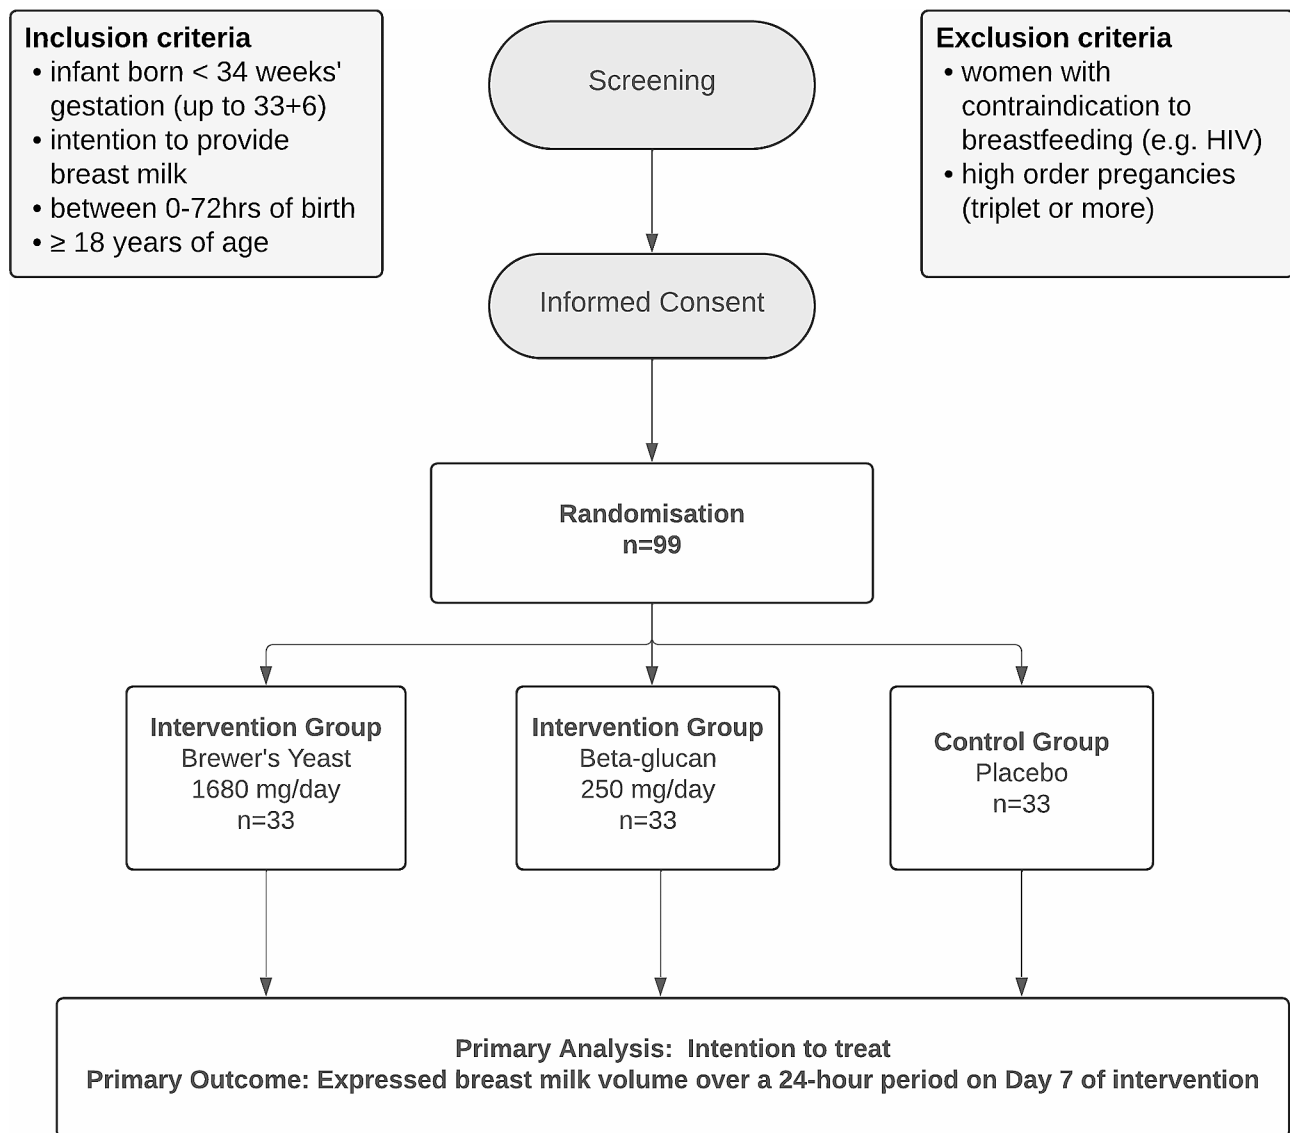 Inclusion criteria
• infant born < 34 weeks'
gestation (up to 33+6)
• intention to provide
breast milk
• between 0-72hrs of birth
• ≥ 18 years of age
Screening
Exclusion criteria
• women with
contraindication to
breastfeeding (e.g. HIV)
• high order pregancies
(triplet or more)
Informed Consent
Randomisation
n=99
Intervention Group
Brewer's Yeast
1680 mg/day
n=33
Intervention Group
Beta-glucan
250 mg/day
n=33
Control Group
Placebo
n=33
Primary Analysis: Intention to treat
Primary Outcome: Expressed breast milk volume over a 24-hour period on Day 7 of intervention